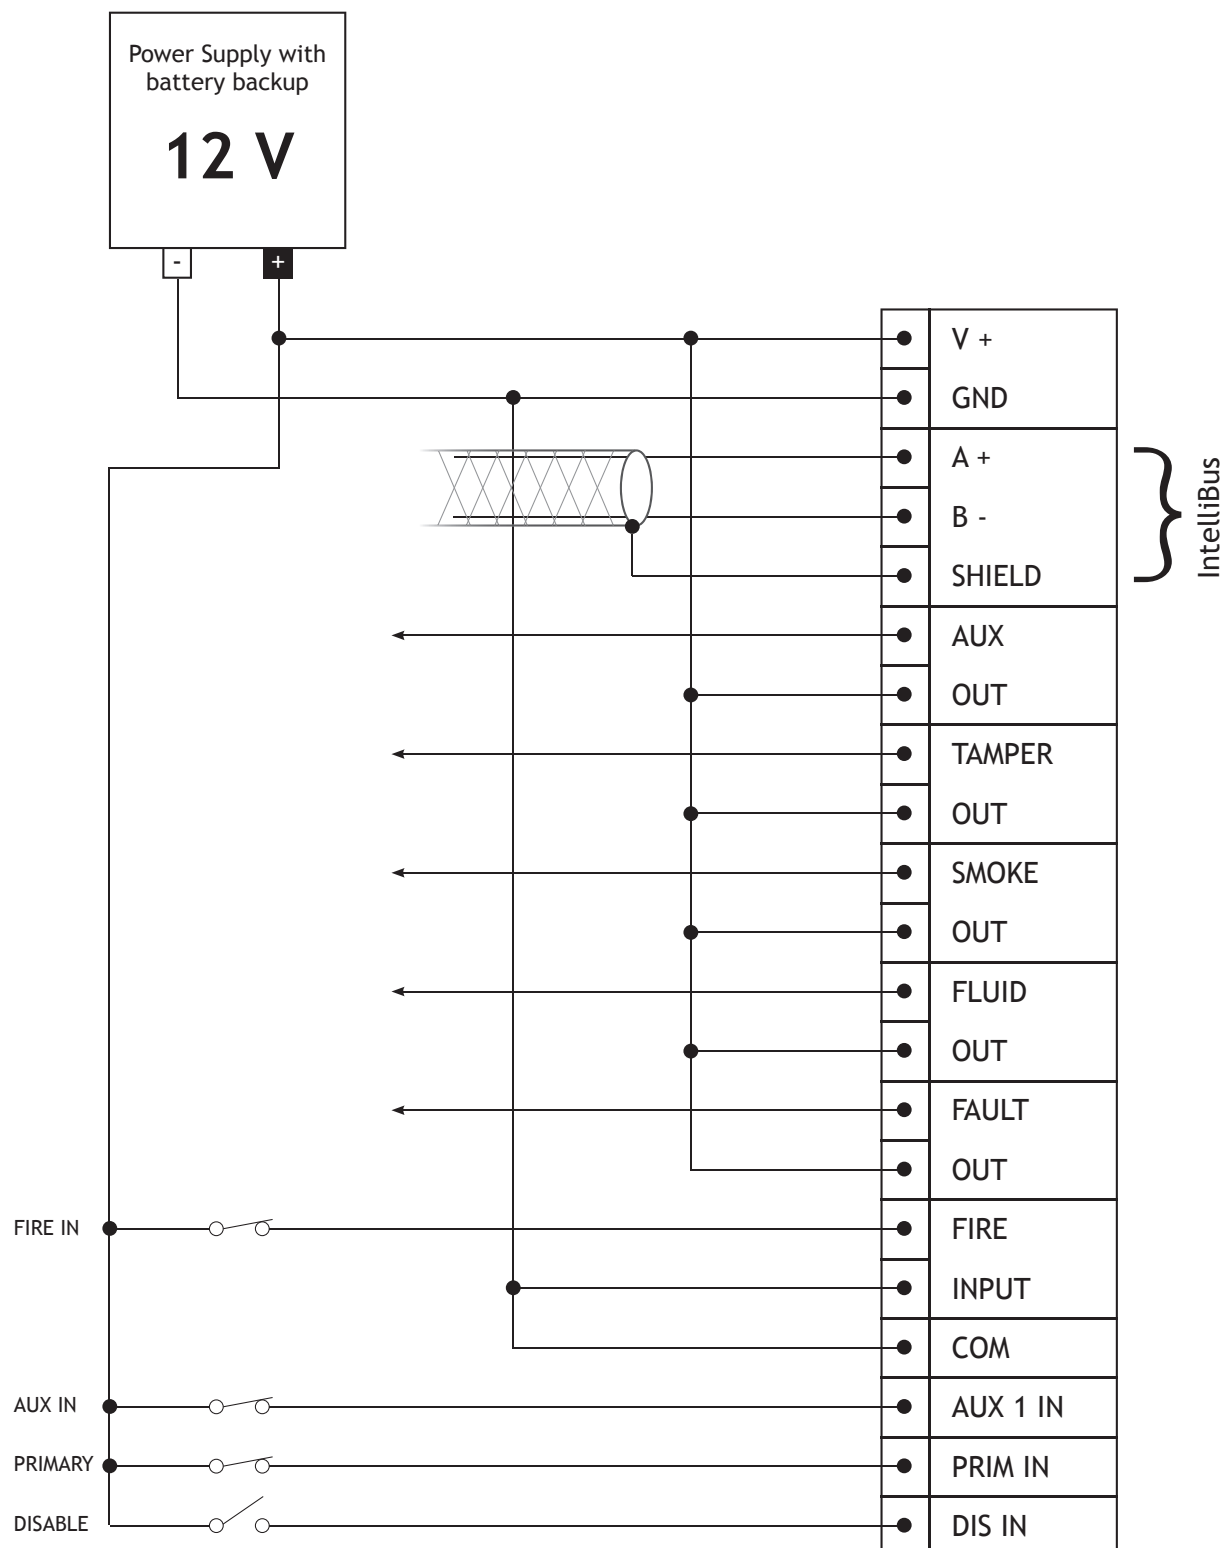 Power Supply with
battery backup
12 V
- +
V +
GND
A +
B -
SHIELD
IntelliBus
AUX
OUT
TAMPER
OUT
SMOKE
OUT
FLUID
OUT
FAULT
OUT
FIRE IN
FIRE
INPUT
COM
AUX IN
AUX 1 IN
PRIMARY
PRIM IN
DISABLE
DIS IN